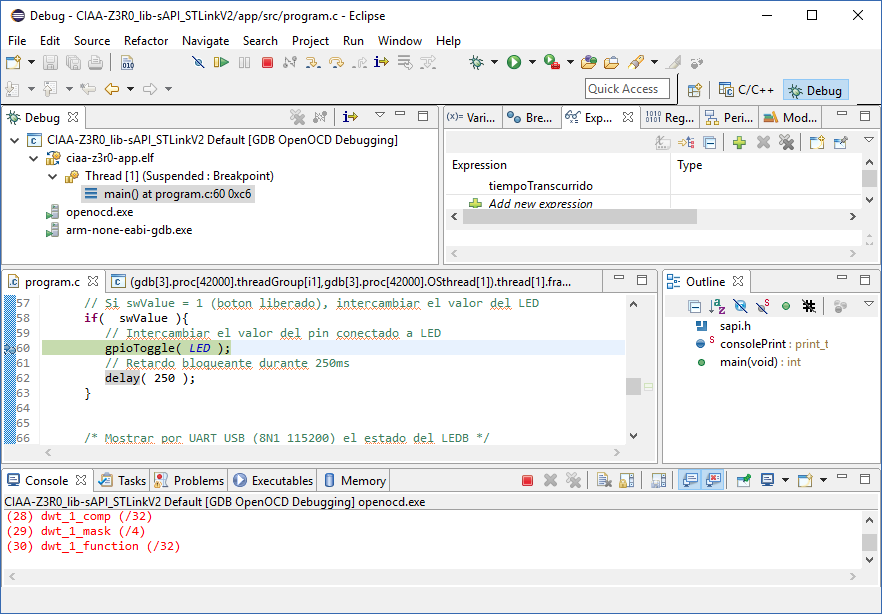 Debug - CIAA-Z3R0_lib-sAPI_STLinkV2/app/src/program.c - Eclipse
File Edit Source Refactor Navigate Search Project Run Window Help
Quick Access
C/C++ Debug
Debug
CIAA-Z3R0_lib-sAPI_STLinkV2 Default [GDB OpenOCD Debugging]
ciaa-z3r0-app.elf
Thread [1] (Suspended : Breakpoint)
main() at program.c:60 0xc6
openocd.exe
arm-none-eabi-gdb.exe
(x)= Vari... Bre... Exp... Reg... Peri... Mod...
Expression Type
tiempoTranscurrido
Add new expression
program.c (gdb[3].proc[42000].threadGroup[i1],gdb[3].proc[42000].OSthread[1]).thread[1].fra...
57 // Si swValue = 1 (boton liberado), intercambiar el valor del LED
58 if( swValue ){
59 // Intercambiar el valor del pin conectado a LED
60 gpioToggle( LED );
61 // Retardo bloqueante durante 250ms
62 delay( 250 );
63 }
64
65
66 /* Mostrar por UART USB (8N1 115200) el estado del LEDB */
Outline
sapi.h
consolePrint : print_t
main(void) : int
Console Tasks Problems Executables Memory
CIAA-Z3R0_lib-sAPI_STLinkV2 Default [GDB OpenOCD Debugging] openocd.exe
(28) dwt_1_comp (/32)
(29) dwt_1_mask (/4)
(30) dwt_1_function (/32)